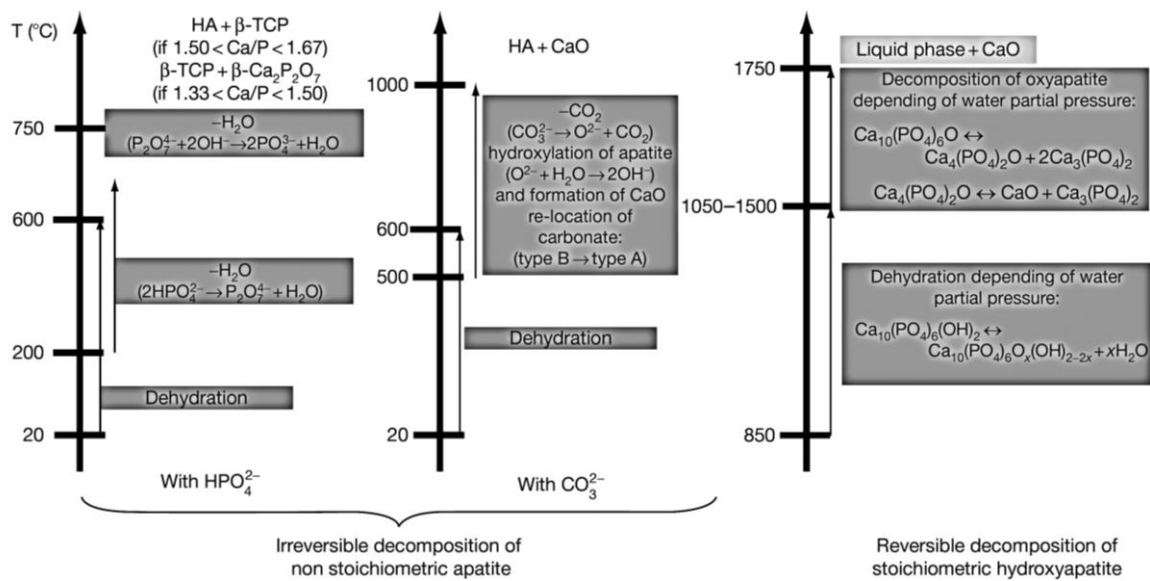 T (°C)
HA + β-TCP
(if 1.50 < Ca/P < 1.67)
β-TCP + β-Ca₂P₂O₇
(if 1.33 < Ca/P < 1.50)
750
–H₂O
(P₂O₇⁴⁻+2OH⁻→2PO₄³⁻+H₂O
600
–H₂O
(2HPO₄²⁻→P₂O₇⁴⁻+H₂O)
200
Dehydration
20
With HPO₄²⁻
HA + CaO
1000
–CO₂
(CO₃²⁻→ O²⁻+ CO₂)
hydroxylation of apatite
(O²⁻+ H₂O → 2OH⁻)
and formation of CaO
re-location of
carbonate:
(type B → type A)
600
500
Dehydration
20
With CO₃²⁻
Irreversible decomposition of
non stoichiometric apatite
Liquid phase + CaO
1750
Decomposition of oxyapatite
depending of water partial pressure:
Ca₁₀(PO₄)₆O ↔
Ca₄(PO₄)₂O + 2Ca₃(PO₄)₂
Ca₄(PO₄)₂O ↔ CaO + Ca₃(PO₄)₂
1050–1500
Dehydration depending of water
partial pressure:
Ca₁₀(PO₄)₆(OH)₂ ↔
Ca₁₀(PO₄)₆Oₓ(OH)₂₋₂ₓ + xH₂O
850
Reversible decomposition of
stoichiometric hydroxyapatite